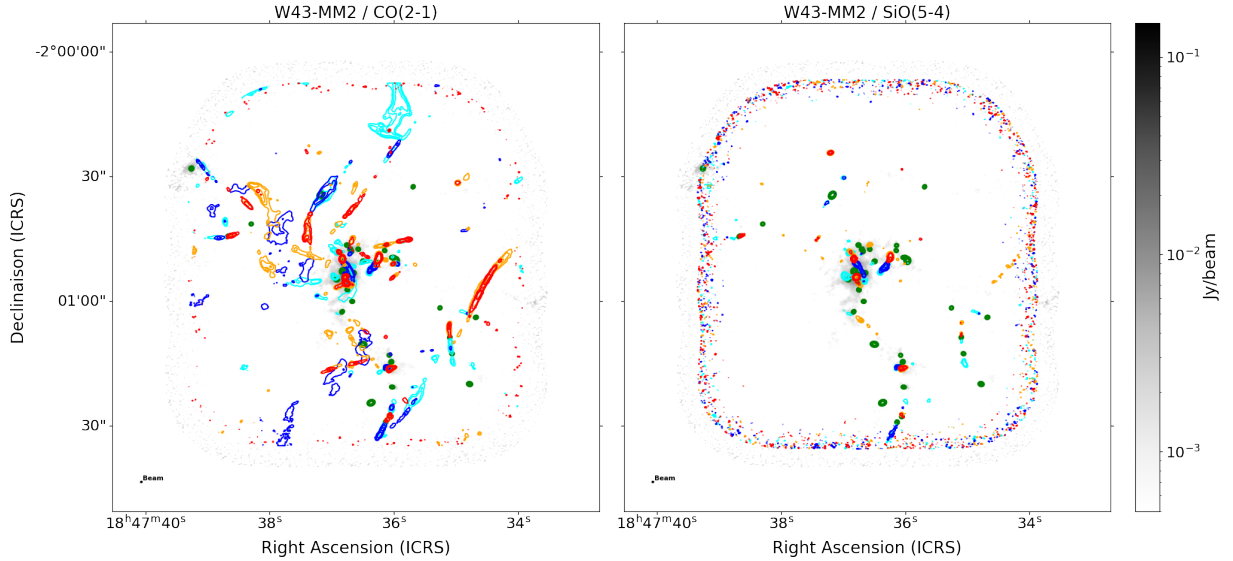 W43-MM2 / CO(2-1)
W43-MM2 / SiO(5-4)
Declinaison (ICRS)
-2°00'00"
30"
01'00"
30"
Beam
Beam
18ʰ47ᵐ40ˢ
38ˢ
36ˢ
34ˢ
18ʰ47ᵐ40ˢ
38ˢ
36ˢ
34ˢ
Right Ascension (ICRS)
Right Ascension (ICRS)
10⁻¹
10⁻²
10⁻³
Jy/beam